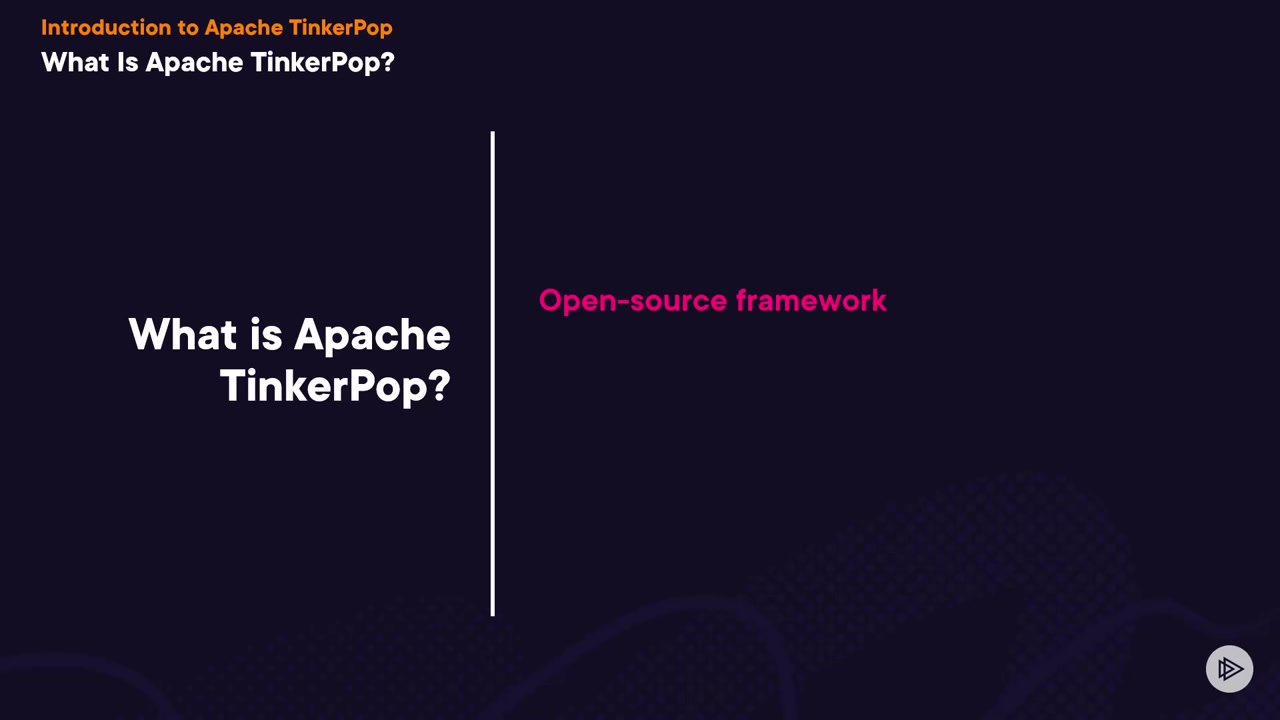 Introduction to Apache TinkerPop
What Is Apache TinkerPop?
What is Apache
TinkerPop?
Open-source framework